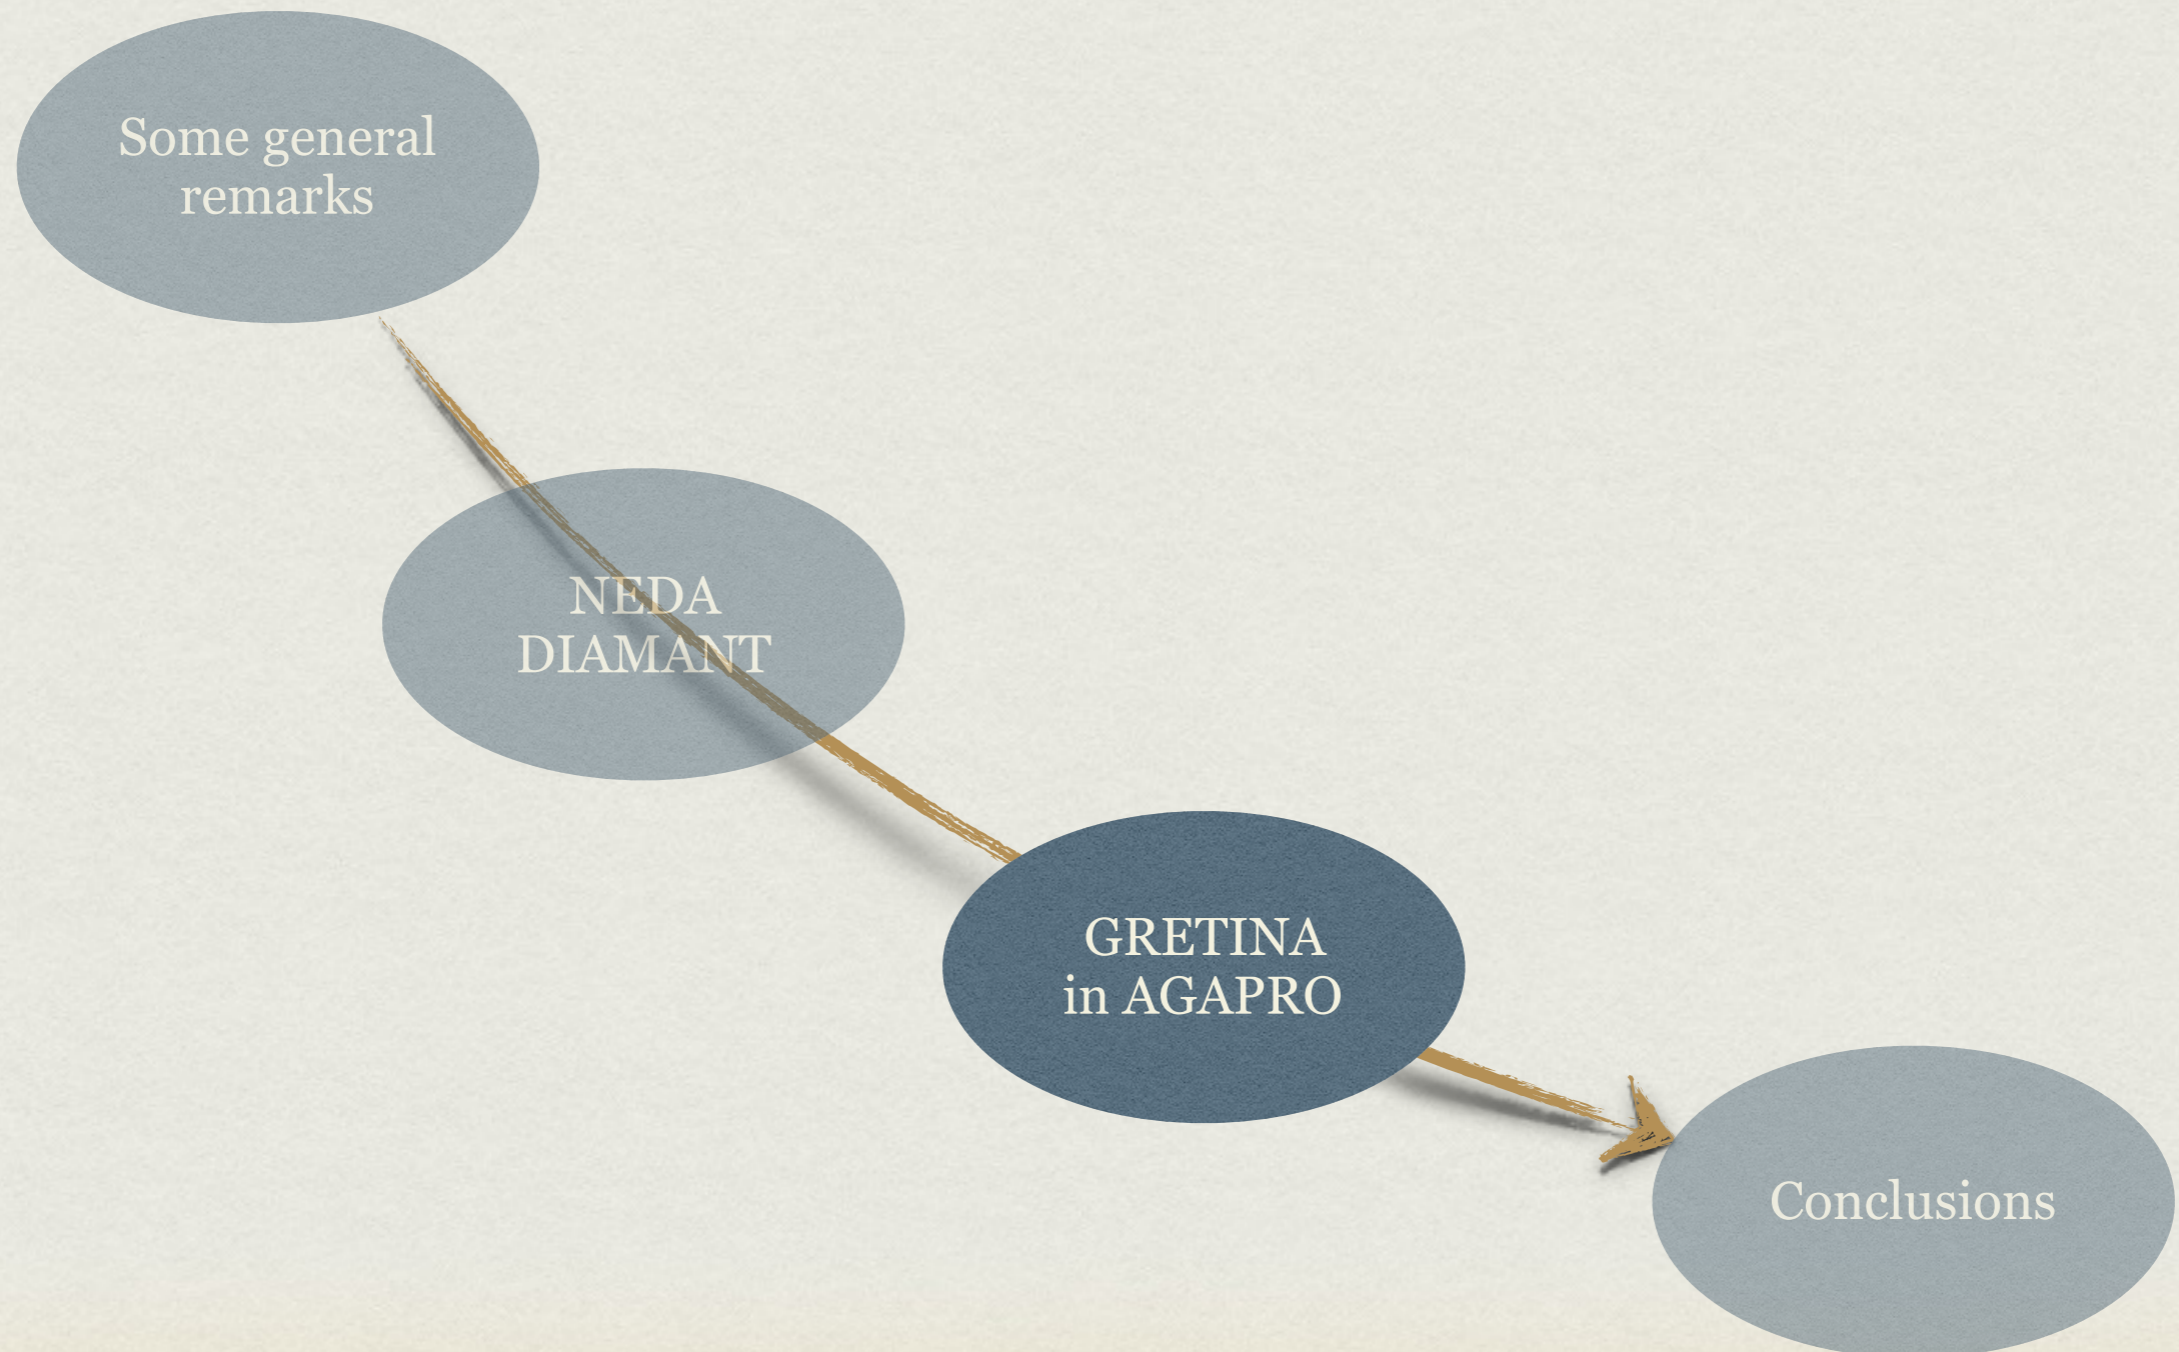 Some general
remarks
NEDA
DIAMANT
GRETINA
in AGAPRO
Conclusions